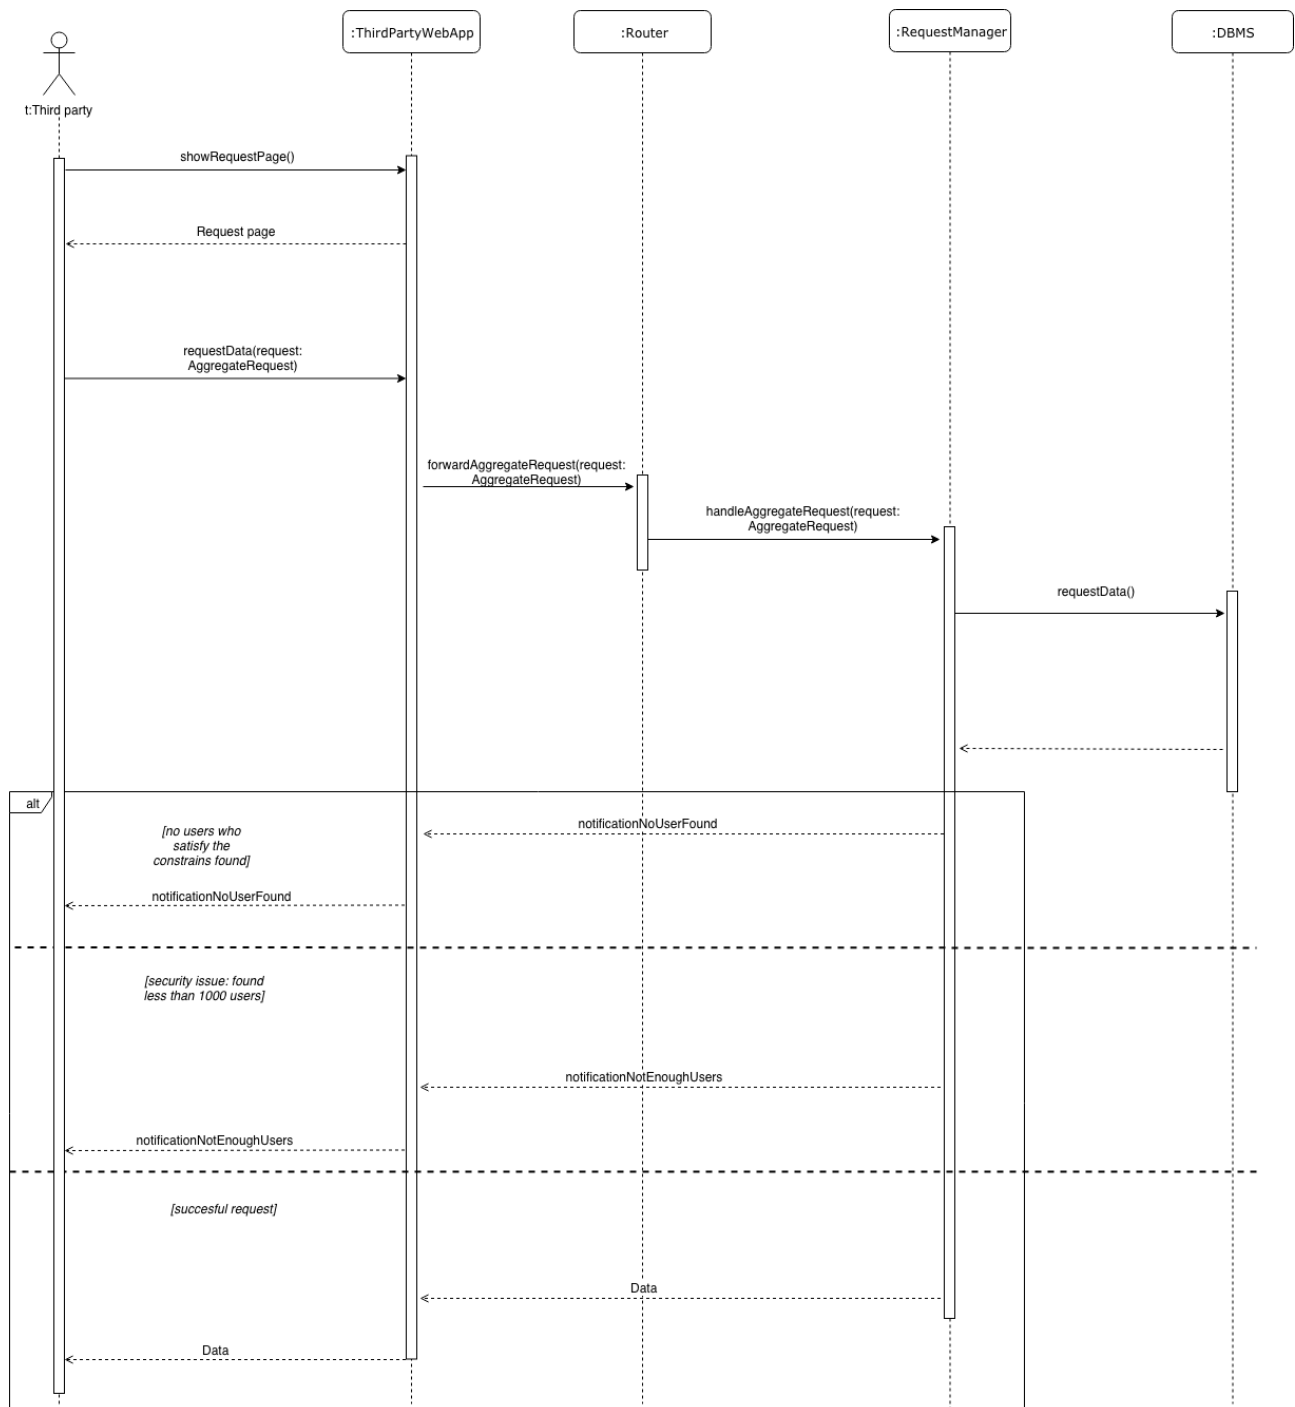 :ThirdPartyWebApp
:Router
:RequestManager
:DBMS
t:Third party
showRequestPage()
Request page
requestData(request:
AggregateRequest)
forwardAggregateRequest(request:
AggregateRequest)
handleAggregateRequest(request:
AggregateRequest)
requestData()
alt
notificationNoUserFound
[no users who
satisfy the
constrains found]
notificationNoUserFound
[security issue: found
less than 1000 users]
notificationNotEnoughUsers
notificationNotEnoughUsers
[succesful request]
Data
Data